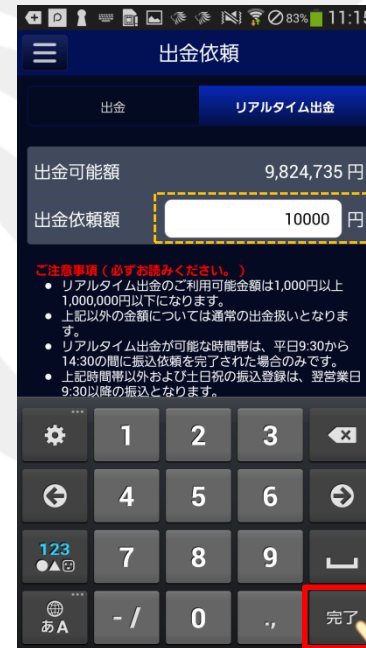 83% 11:15
出金依頼
出金 リアルタイム出金
出金可能額 9,824,735 円
出金依頼額 10000 円
ご注意事項（必ずお読みください。）
● リアルタイム出金のご利用可能金額は1,000円以上
1,000,000円以下になります。
● 上記以外の金額については通常の出金扱いとなりま
す。
● リアルタイム出金が可能な時間帯は、平日9:30から
14:30の間に振込依頼を完了された場合のみです。
● 上記時間帯以外および土日祝の振込登録は、翌営業日
9:30以降の振込となります。
1 2 3
4 5 6
123 7 8 9
あA - / 0 ., 完了